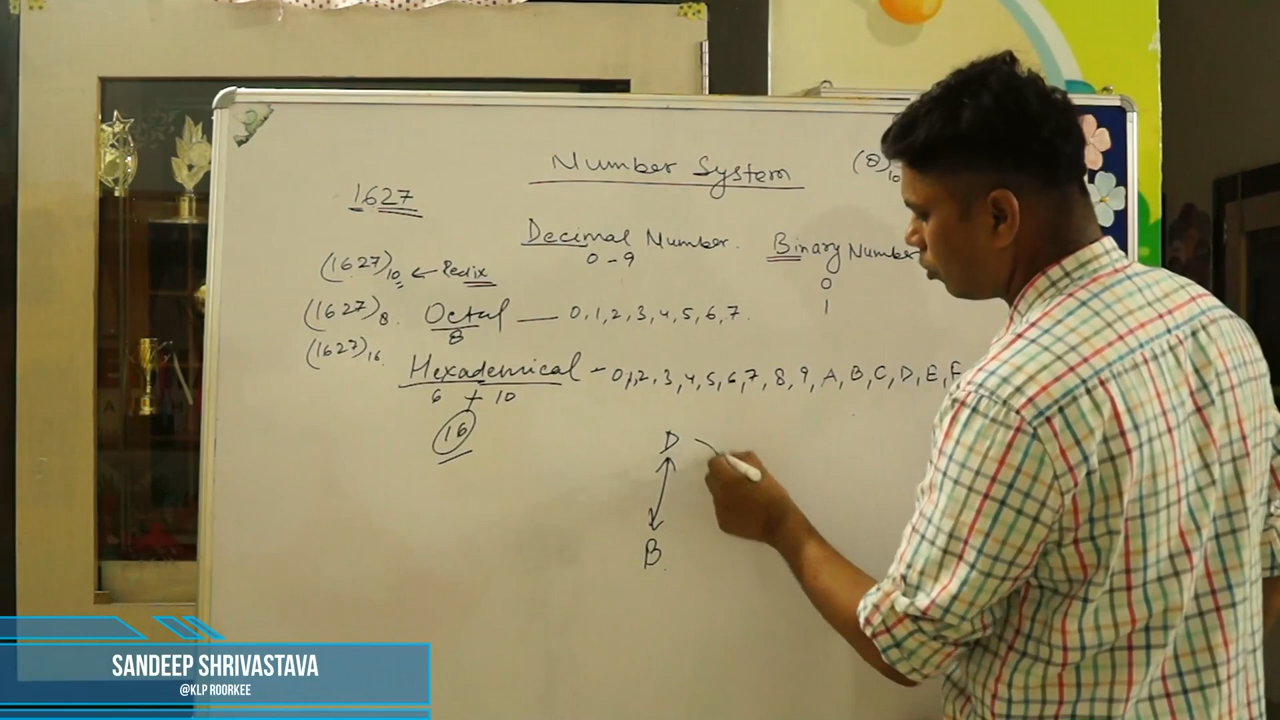 Number System
(8)10
1627
Decimal Number.
0 - 9
Binary Number
0
1
(1627)10 ← Redix
(1627)8. Octal — 0,1,2,3,4,5,6,7.
8
(1627)16.
Hexademical - 0,1,2,3,4,5,6,7,8,9,A,B,C,D,E,F
6 + 10
16
D
B.
SANDEEP SHRIVASTAVA
@KLP ROORKEE